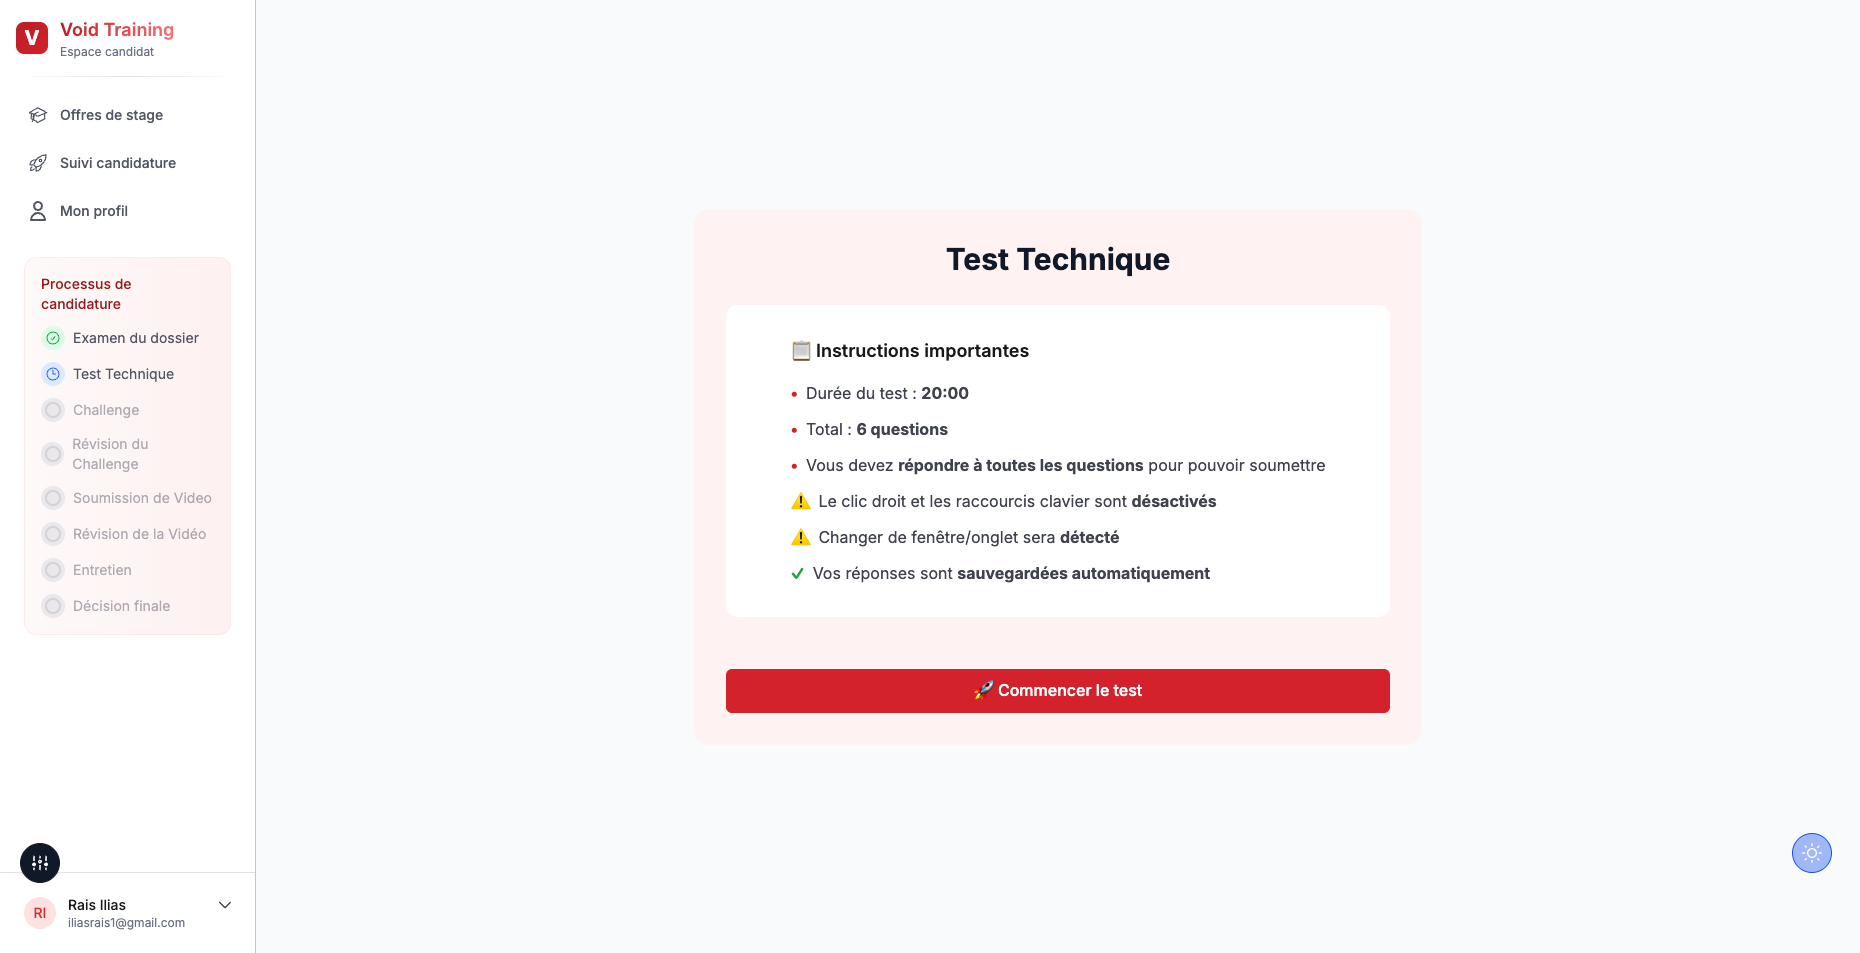 V
Void Training
Espace candidat
Offres de stage
Suivi candidature
Mon profil
Processus de
candidature
Examen du dossier
Test Technique
Challenge
Révision du
Challenge
Soumission de Video
Révision de la Vidéo
Entretien
Décision finale
RI
Rais Ilias
iliasrais1@gmail.com
Test Technique
📋 Instructions importantes
• Durée du test : 20:00
• Total : 6 questions
• Vous devez répondre à toutes les questions pour pouvoir soumettre
⚠️ Le clic droit et les raccourcis clavier sont désactivés
⚠️ Changer de fenêtre/onglet sera détecté
✓ Vos réponses sont sauvegardées automatiquement
🚀 Commencer le test